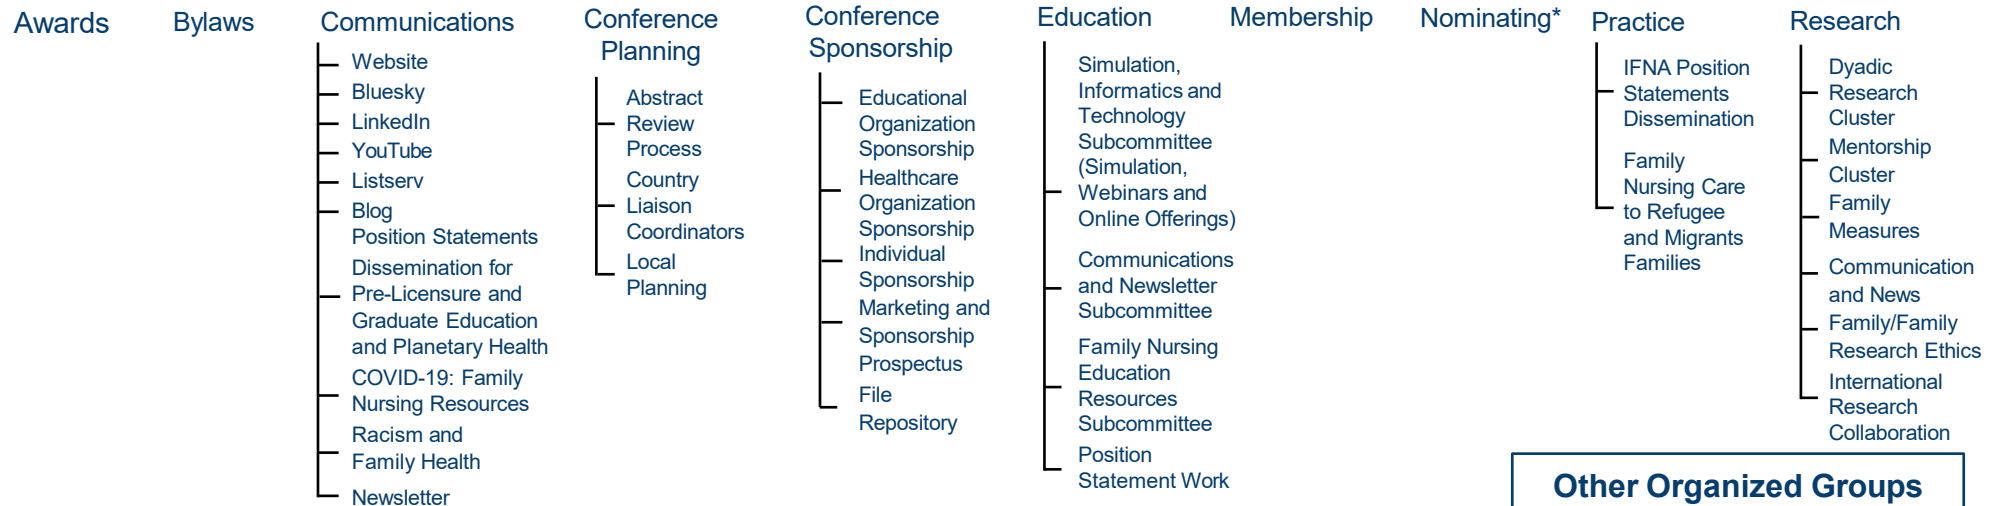 Awards
Bylaws
Communications
Website
Bluesky
LinkedIn
YouTube
Listserv
Blog
Position Statements
Dissemination for
Pre-Licensure and
Graduate Education
and Planetary Health
COVID-19: Family
Nursing Resources
Racism and
Family Health
Newsletter
Conference
Planning
Abstract
Review
Process
Country
Liaison
Coordinators
Local
Planning
Conference
Sponsorship
Educational
Organization
Sponsorship
Healthcare
Organization
Sponsorship
Individual
Sponsorship
Marketing and
Sponsorship
Prospectus
File
Repository
Education
Simulation,
Informatics and
Technology
Subcommittee
(Simulation,
Webinars and
Online Offerings)
Communications
and Newsletter
Subcommittee
Family Nursing
Education
Resources
Subcommittee
Position
Statement Work
Membership
Nominating*
Practice
IFNA Position
Statements
Dissemination
Family
Nursing Care
to Refugee
and Migrants
Families
Research
Dyadic
Research
Cluster
Mentorship
Cluster
Family
Measures
Communication
and News
Family/Family
Research Ethics
International
Research
Collaboration
Other Organized Groups